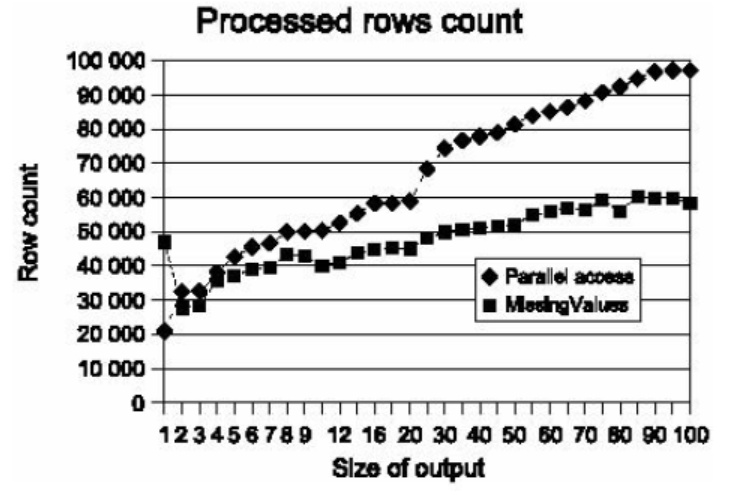 Processed rows count
100 000
90 000
80 000
70 000
60 000
50 000
40 000
30 000
20 000
10 000
0
Row count
Parallel access
MissingValues
1 2 3 4 5 6 7 8 9 12 16 20 30 40 50 60 70 80 90 100
Size of output